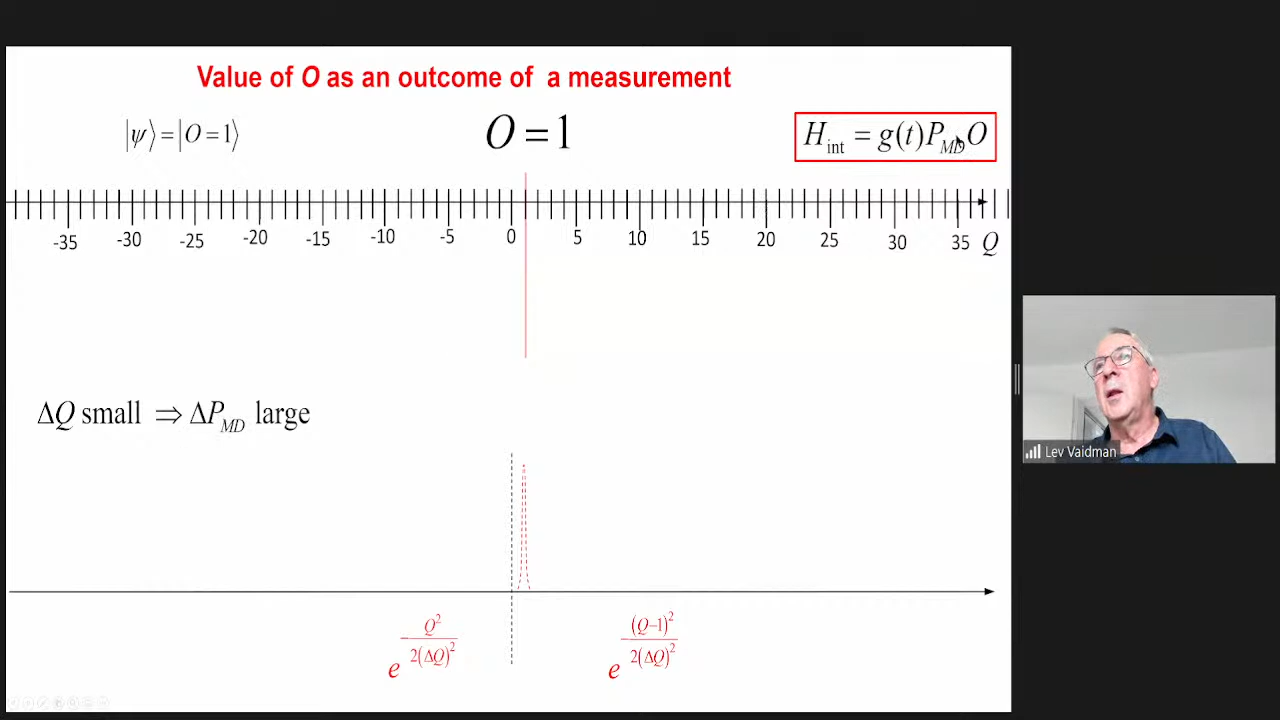 Value of O as an outcome of a measurement
|ψ⟩=|O=1⟩
O=1
H_int = g(t)P_MD O
-35 -30 -25 -20 -15 -10 -5 0 5 10 15 20 25 30 35 Q
ΔQ small ⇒ ΔP_MD large
Lev Vaidman
e^{-Q²/2(ΔQ)²} e^{-(Q-1)²/2(ΔQ)²}